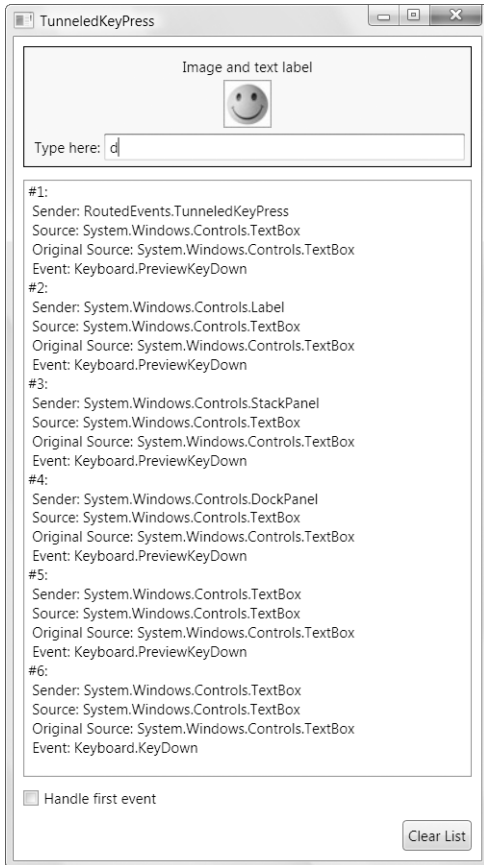 TunneledKeyPress
Image and text label
Type here: d
#1:
Sender: RoutedEvents.TunneledKeyPress
Source: System.Windows.Controls.TextBox
Original Source: System.Windows.Controls.TextBox
Event: Keyboard.PreviewKeyDown
#2:
Sender: System.Windows.Controls.Label
Source: System.Windows.Controls.TextBox
Original Source: System.Windows.Controls.TextBox
Event: Keyboard.PreviewKeyDown
#3:
Sender: System.Windows.Controls.StackPanel
Source: System.Windows.Controls.TextBox
Original Source: System.Windows.Controls.TextBox
Event: Keyboard.PreviewKeyDown
#4:
Sender: System.Windows.Controls.DockPanel
Source: System.Windows.Controls.TextBox
Original Source: System.Windows.Controls.TextBox
Event: Keyboard.PreviewKeyDown
#5:
Sender: System.Windows.Controls.TextBox
Source: System.Windows.Controls.TextBox
Original Source: System.Windows.Controls.TextBox
Event: Keyboard.PreviewKeyDown
#6:
Sender: System.Windows.Controls.TextBox
Source: System.Windows.Controls.TextBox
Original Source: System.Windows.Controls.TextBox
Event: Keyboard.KeyDown
Handle first event
Clear List